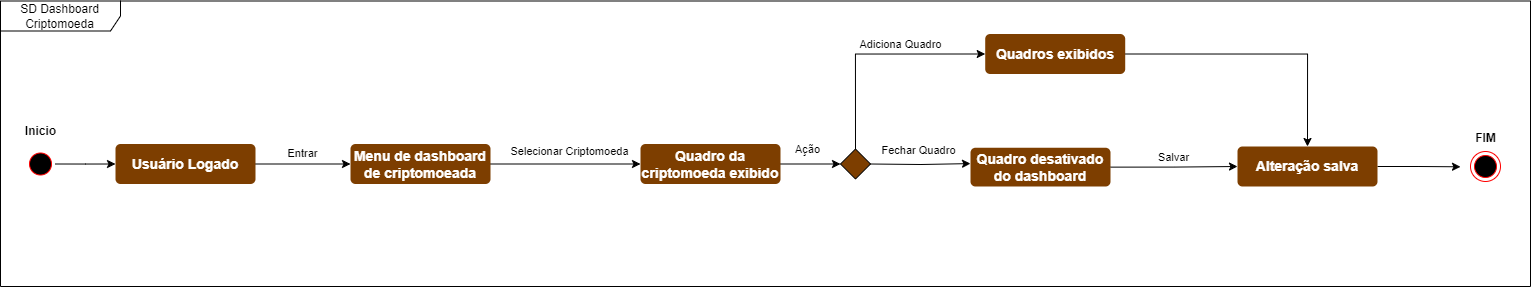 SD Dashboard
Criptomoeda
Inicio
Usuário Logado
Entrar
Menu de dashboard
de criptomoeada
Selecionar Criptomoeda
Quadro da
criptomoeda exibido
Ação
Adiciona Quadro
Quadros exibidos
Fechar Quadro
Quadro desativado
do dashboard
Salvar
Alteração salva
FIM